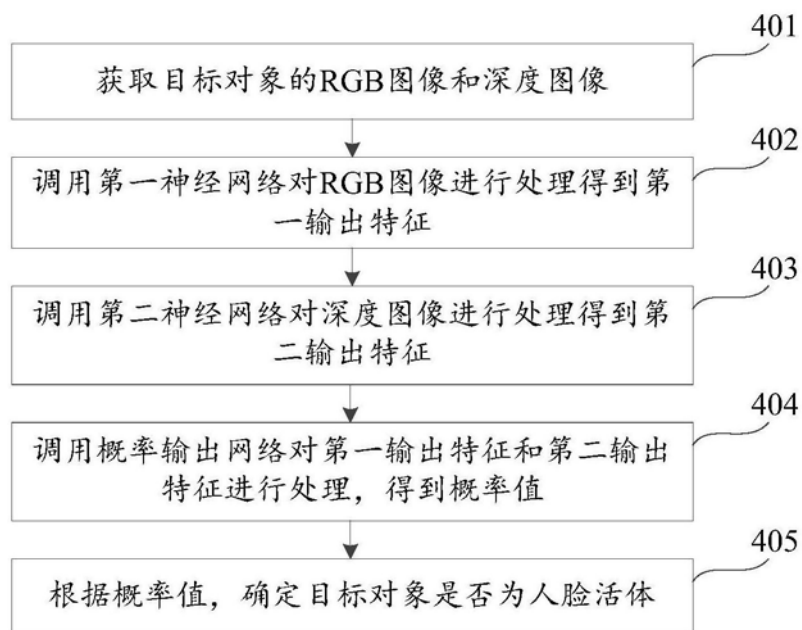 401
获取目标对象的RGB图像和深度图像
402
调用第一神经网络对RGB图像进行处理得到第
一输出特征
403
调用第二神经网络对深度图像进行处理得到第
二输出特征
404
调用概率输出网络对第一输出特征和第二输出
特征进行处理，得到概率值
405
根据概率值，确定目标对象是否为人脸活体